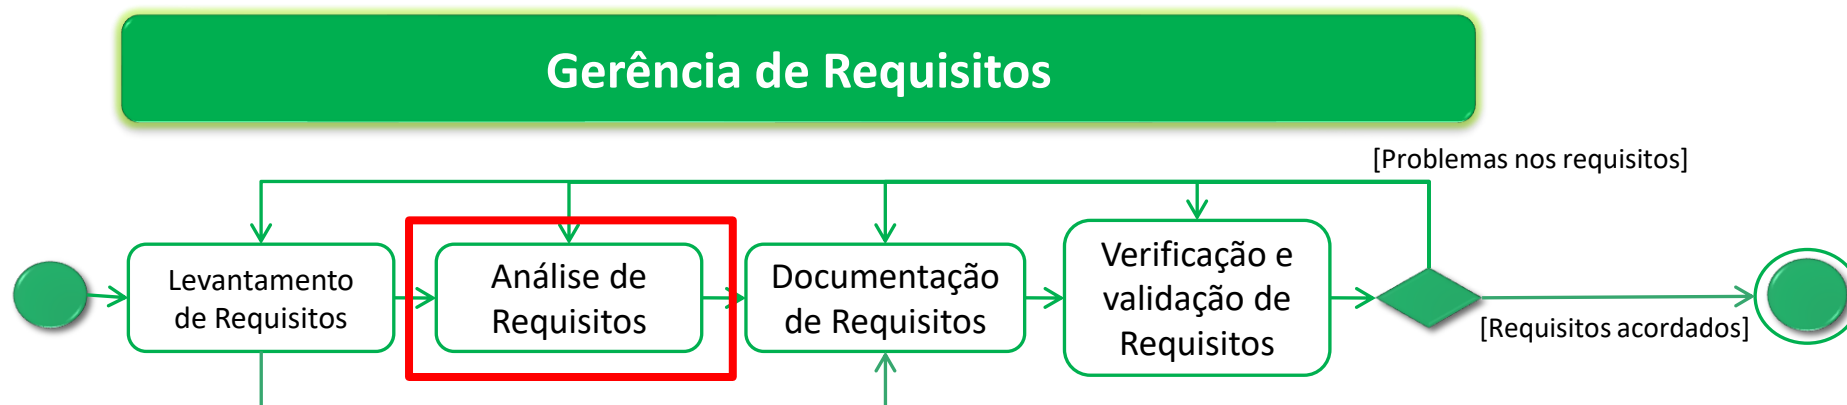 Gerência de Requisitos
[Problemas nos requisitos]
Levantamento
de Requisitos
Análise de
Requisitos
Documentação
de Requisitos
Verificação e
validação de
Requisitos
[Requisitos acordados]